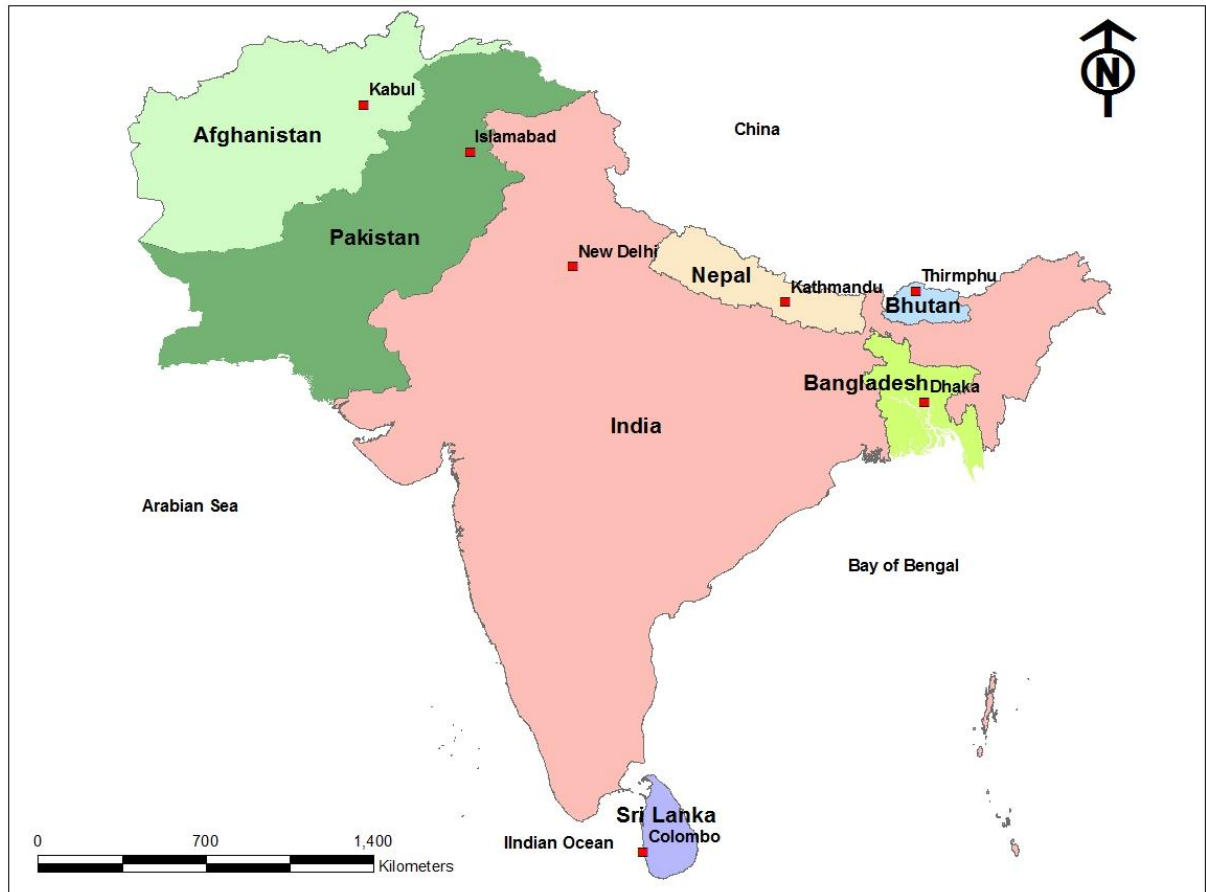 N
Kabul
China
Afghanistan
Islamabad
Pakistan
New Delhi
Nepal
Thirmphu
Kathmandu
Bhutan
Bangladesh
Dhaka
India
Arabian Sea
Bay of Bengal
Sri Lanka
Colombo
IIndian Ocean
0 700 1,400
Kilometers